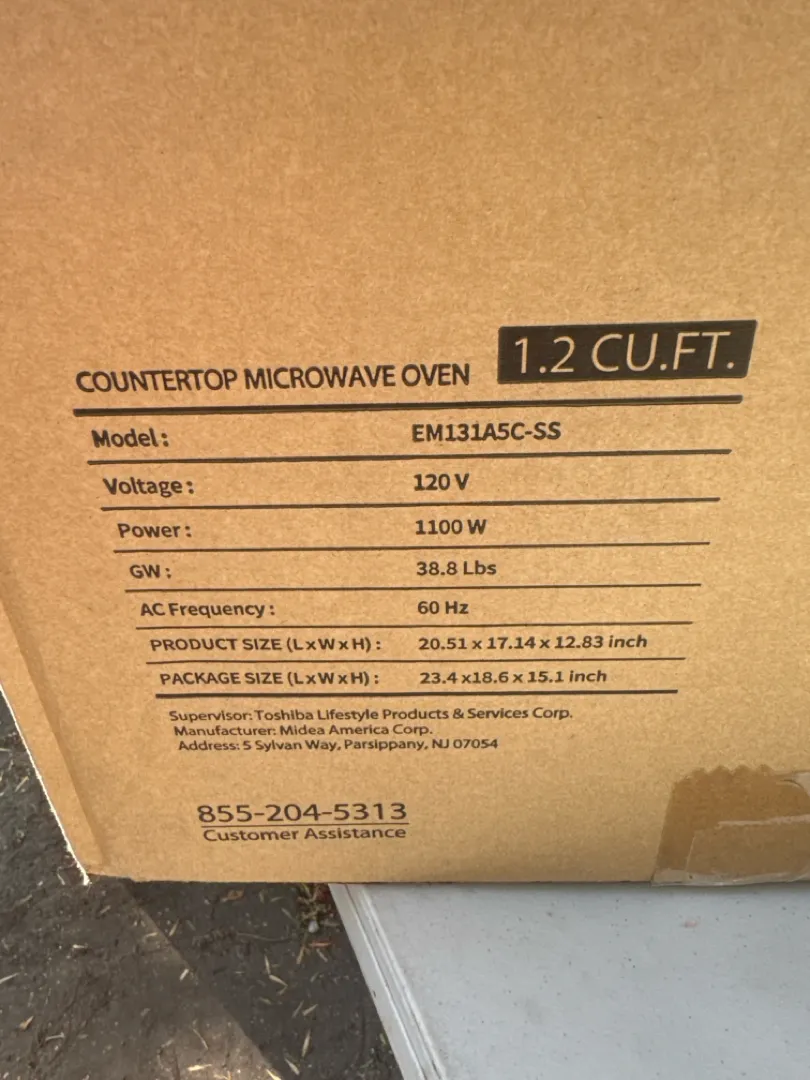 COUNTERTOP MICROWAVE OVEN 1.2 CU.FT.
Model: EM131A5C-SS
Voltage: 120 V
Power: 1100 W
GW: 38.8 Lbs
AC Frequency: 60 Hz
PRODUCT SIZE (LxWxH): 20.51 x 17.14 x 12.83 inch
PACKAGE SIZE (LxWxH): 23.4 x18.6 x 15.1 inch
Supervisor: Toshiba Lifestyle Products & Services Corp.
Manufacturer: Midea America Corp.
Address: 5 Sylvan Way, Parsippany, NJ 07054
855-204-5313
Customer Assistance